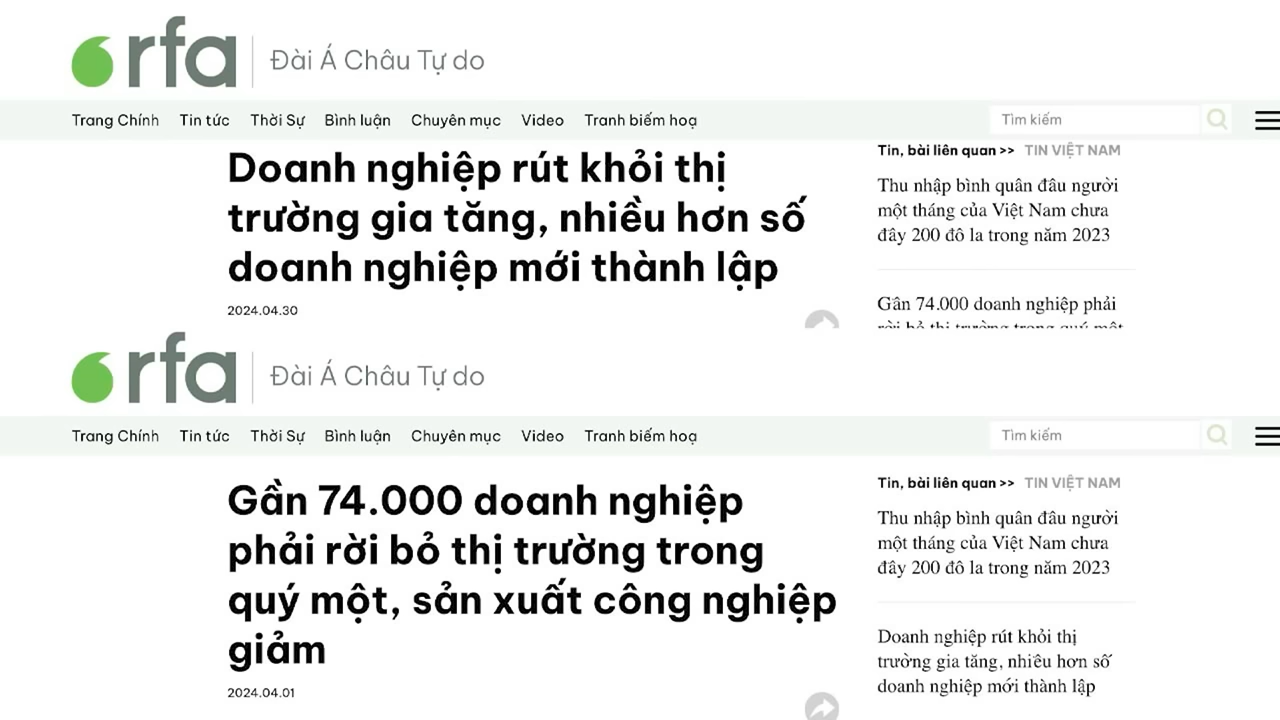 rfa Đài Á Châu Tự do
Trang Chính Tin tức Thời Sự Bình luận Chuyên mục Video Tranh biếm hoạ Tìm kiếm
Doanh nghiệp rút khỏi thị
trường gia tăng, nhiều hơn số
doanh nghiệp mới thành lập
2024.04.30
Tin, bài liên quan >> TIN VIỆT NAM
Thu nhập bình quân đầu người
một tháng của Việt Nam chưa
đầy 200 đô la trong năm 2023
Gần 74.000 doanh nghiệp phải
rời bỏ thị trường trong quý một
rfa Đài Á Châu Tự do
Trang Chính Tin tức Thời Sự Bình luận Chuyên mục Video Tranh biếm hoạ Tìm kiếm
Gần 74.000 doanh nghiệp
phải rời bỏ thị trường trong
quý một, sản xuất công nghiệp
giảm
2024.04.01
Tin, bài liên quan >> TIN VIỆT NAM
Thu nhập bình quân đầu người
một tháng của Việt Nam chưa
đầy 200 đô la trong năm 2023
Doanh nghiệp rút khỏi thị
trường gia tăng, nhiều hơn số
doanh nghiệp mới thành lập